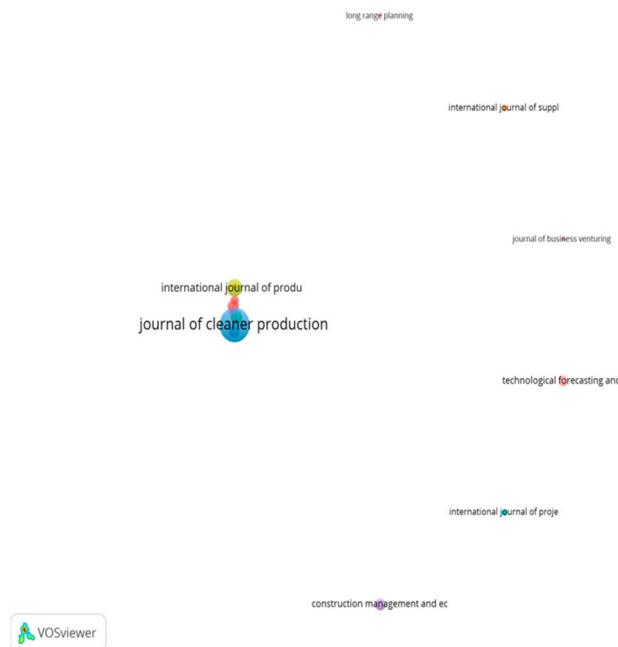 long range planning
international journal of suppl
journal of business venturing
international journal of produ
journal of cleaner production
technological forecasting and
international journal of proje
construction management and ec
VOSviewer